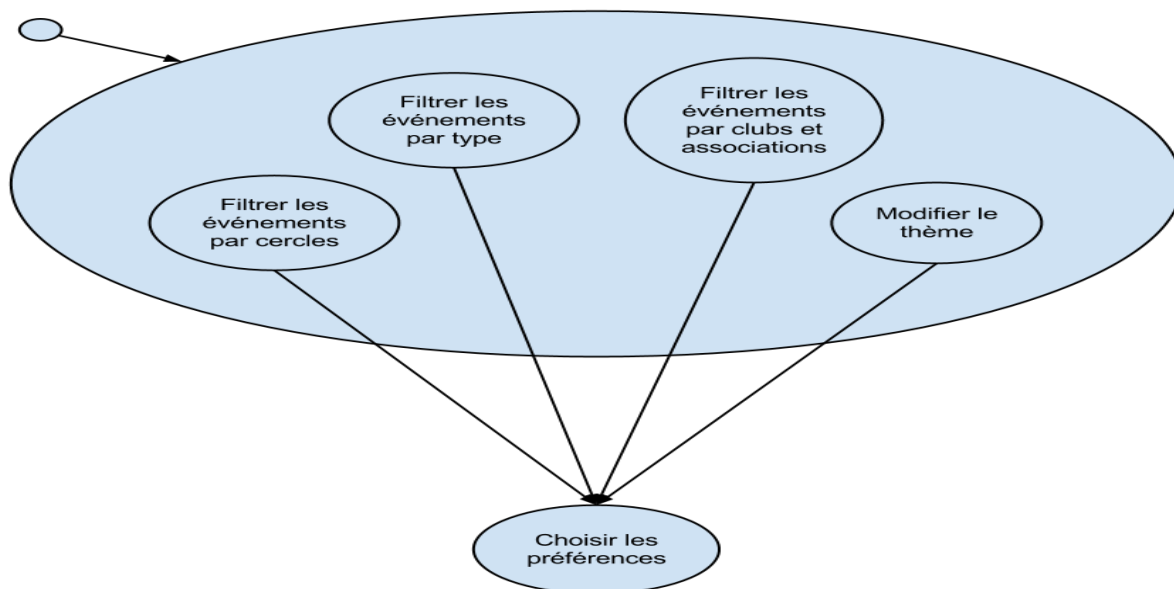 Filtrer les
événements
par type
Filtrer les
événements
par clubs et
associations
Filtrer les
événements
par cercles
Modifier le
thème
Choisir les
préférences